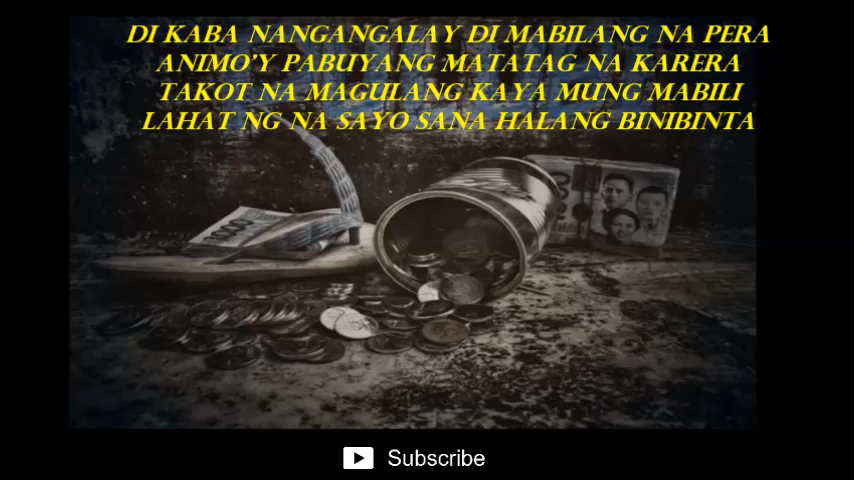 DI KABA NANGANGALAY DI MABILANG NA PERA
ANIMO'Y PABUYANG MATATAG NA KARERA
TAKOT NA MAGULANG KAYA MUNG MABILI
LAHAT NG NA SAYO SANA HALANG BINIBINTA
Subscribe